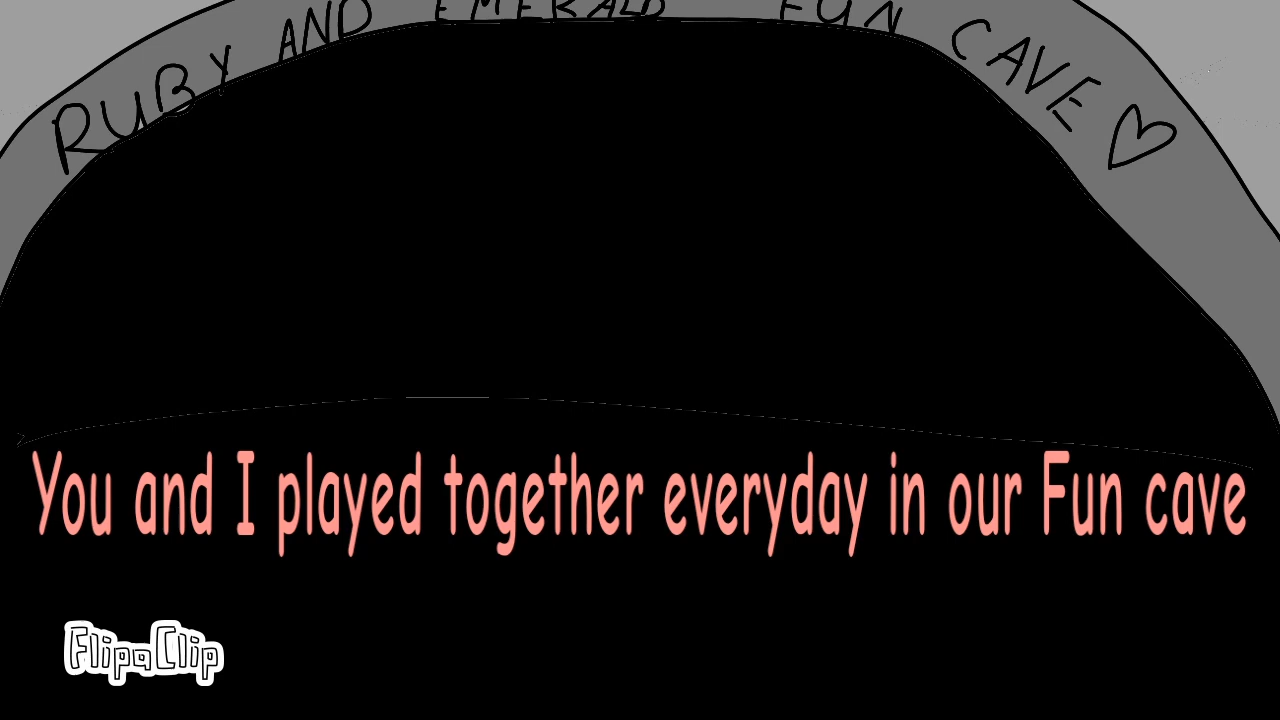 RUBY AND EMERALD FUN CAVE ♡
You and I played together everyday in our Fun cave
FlipaClip